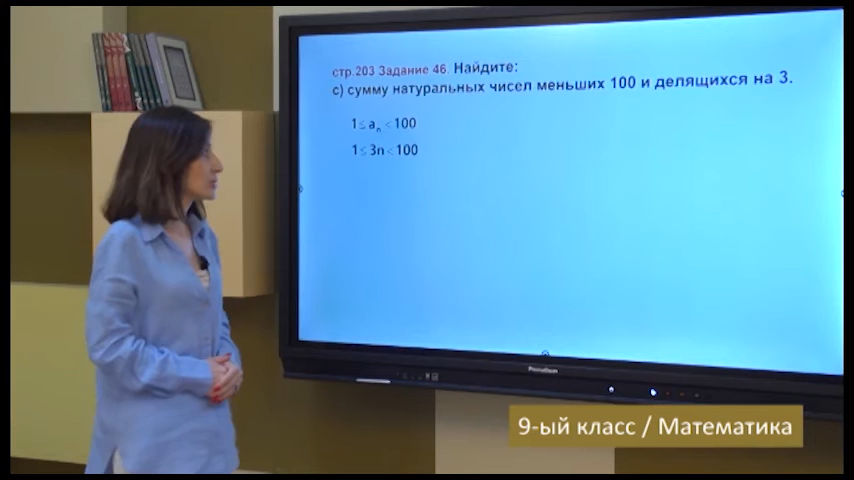 стр.203 Задание 46. Найдите:
с) сумму натуральных чисел меньших 100 и делящихся на 3.
1 ≤ aₙ < 100
1 ≤ 3n < 100
Promethean
9-ый класс / Математика